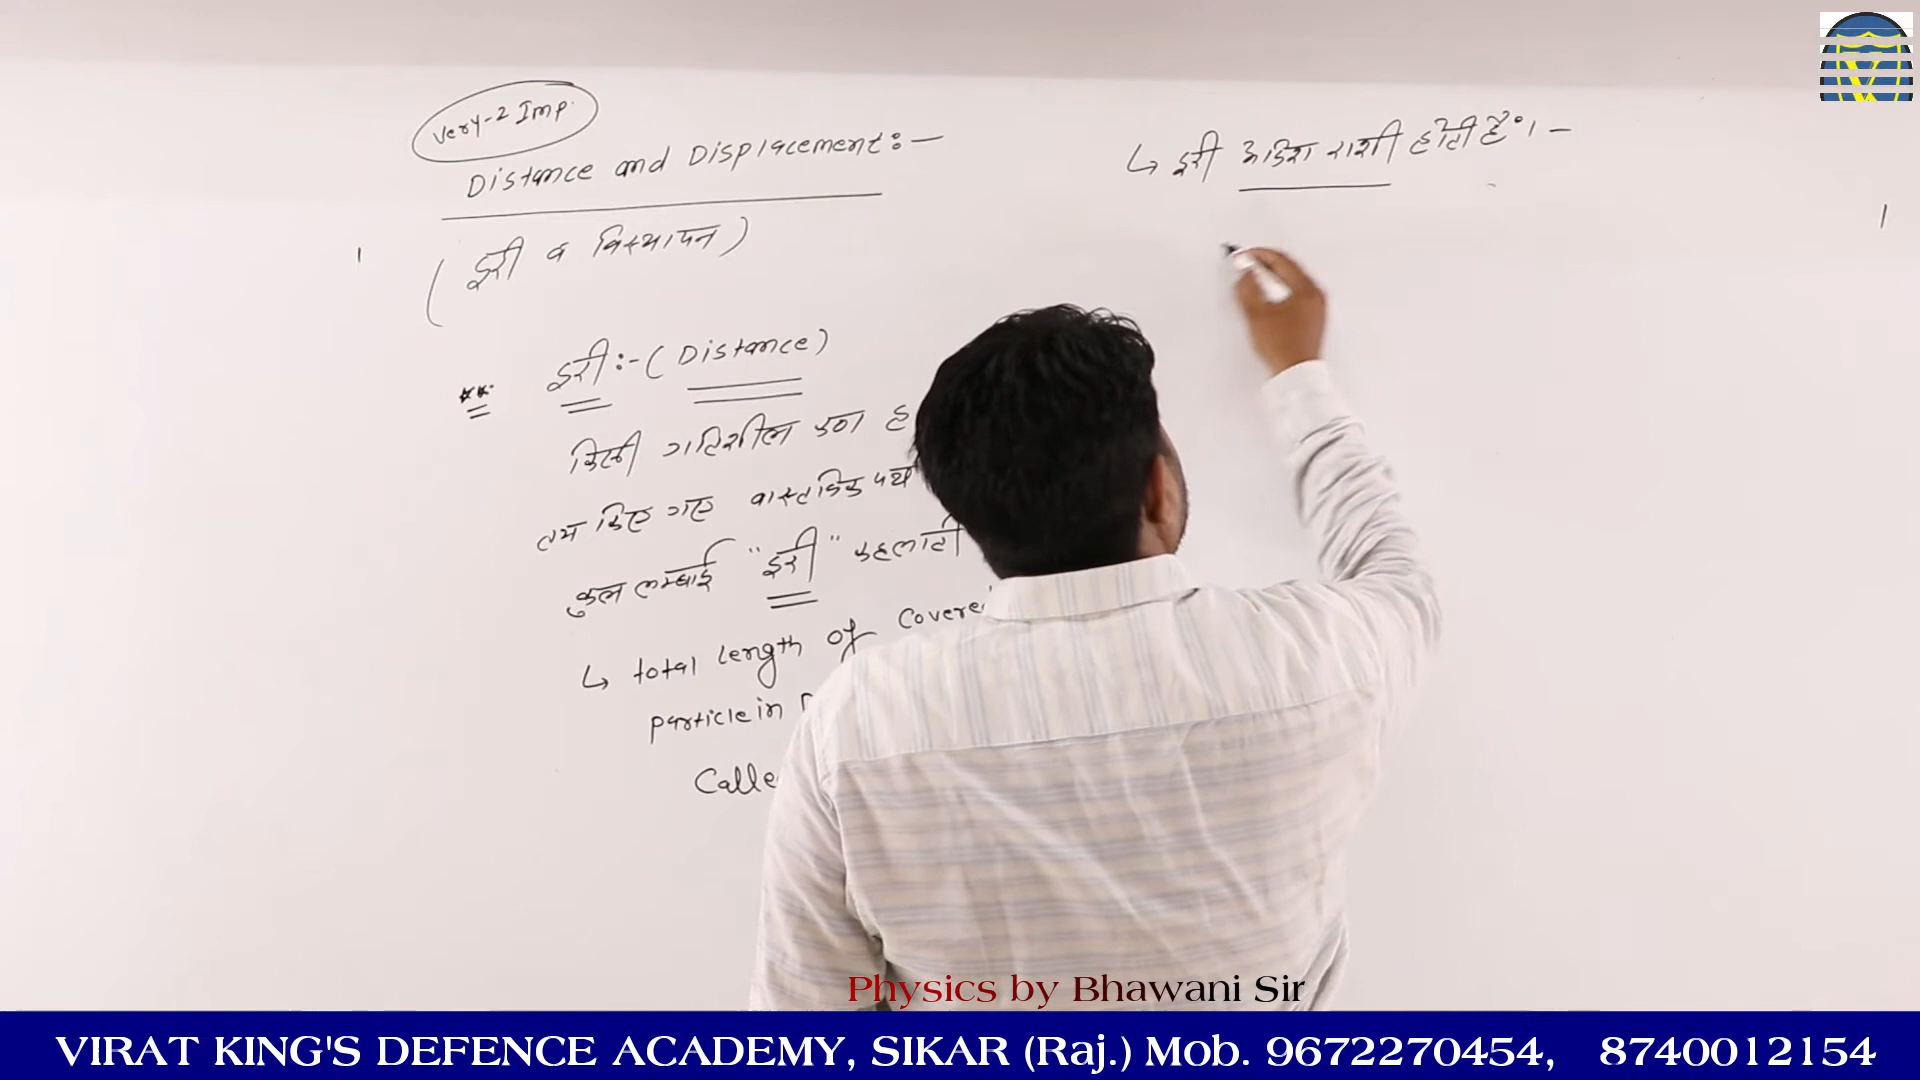 Very-2 Imp.
Distance and Displacement:-
(दूरी व विस्थापन)
** दूरी:- (Distance)
किसी गतिशील कण
तय किए गए वास्तविक पथ
कुल लम्बाई "दूरी" कहलाती
↳ total length of Covere
particle in
Calle
↳ दूरी अदिश राशी होती है।-
Physics by Bhawani Sir
VIRAT KING'S DEFENCE ACADEMY, SIKAR (Raj.) Mob. 9672270454, 8740012154